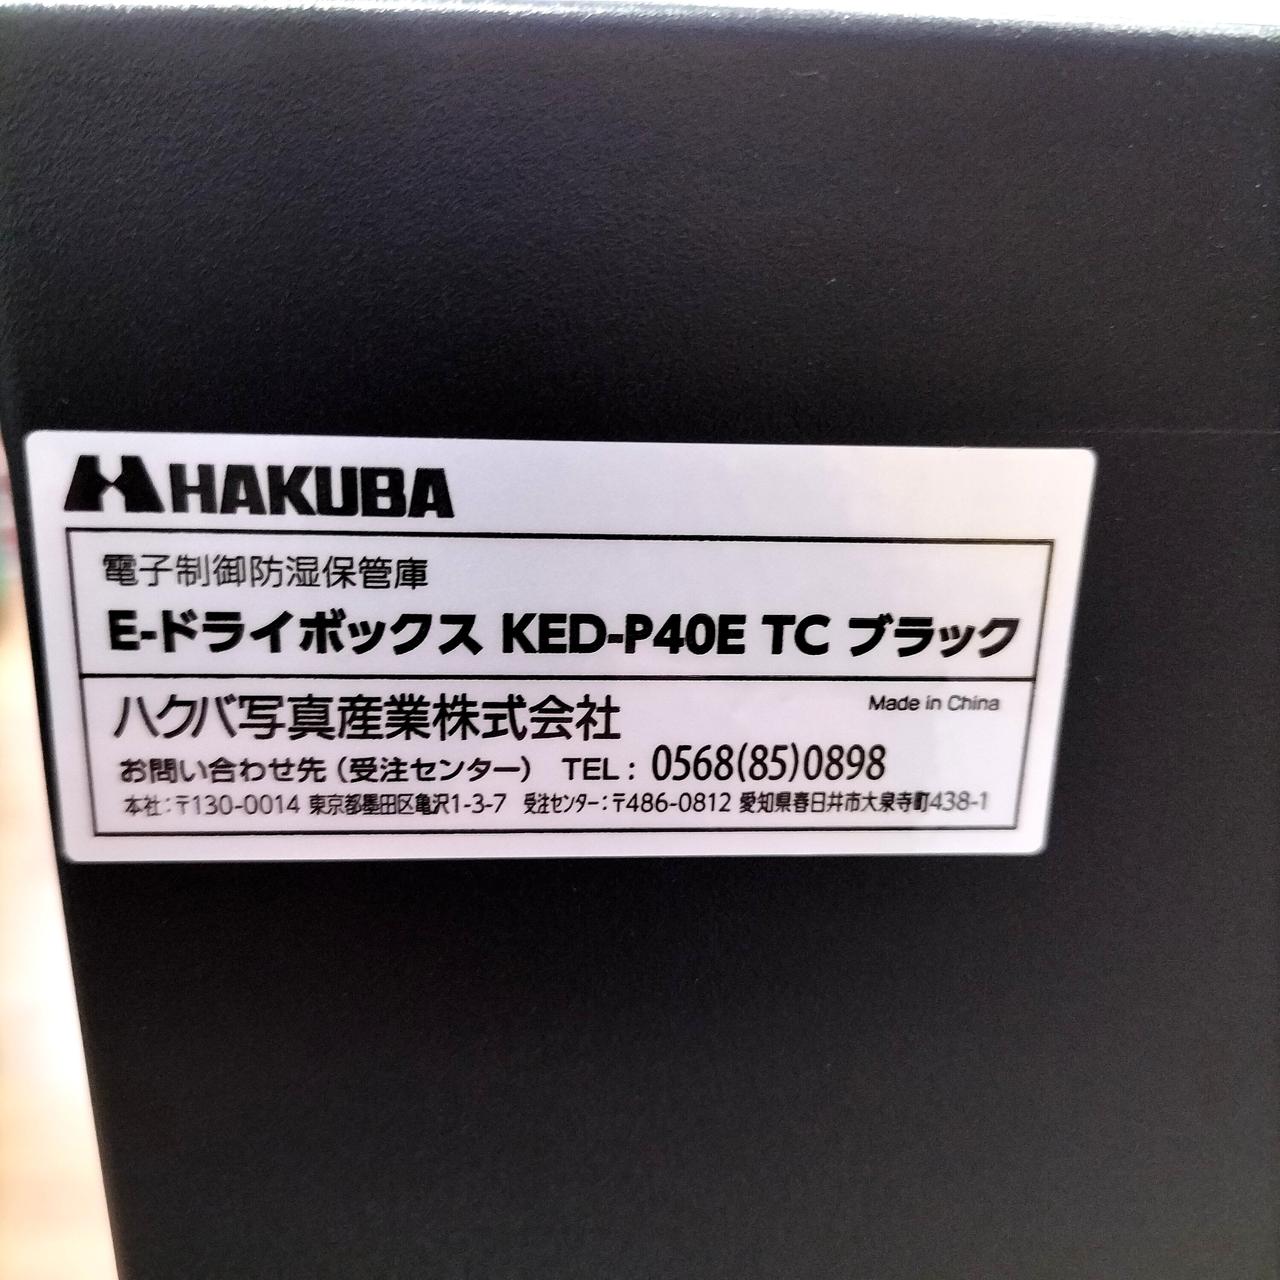 HAKUBA
電子制御防湿保管庫
E-ドライボックス KED-P40E TC ブラック
ハクバ写真産業株式会社 Made in China
お問い合わせ先(受注センター) TEL: 0568(85)0898
本社:〒130-0014 東京都墨田区亀沢1-3-7 受注センター:〒486-0812 愛知県春日井市大泉寺町438-1